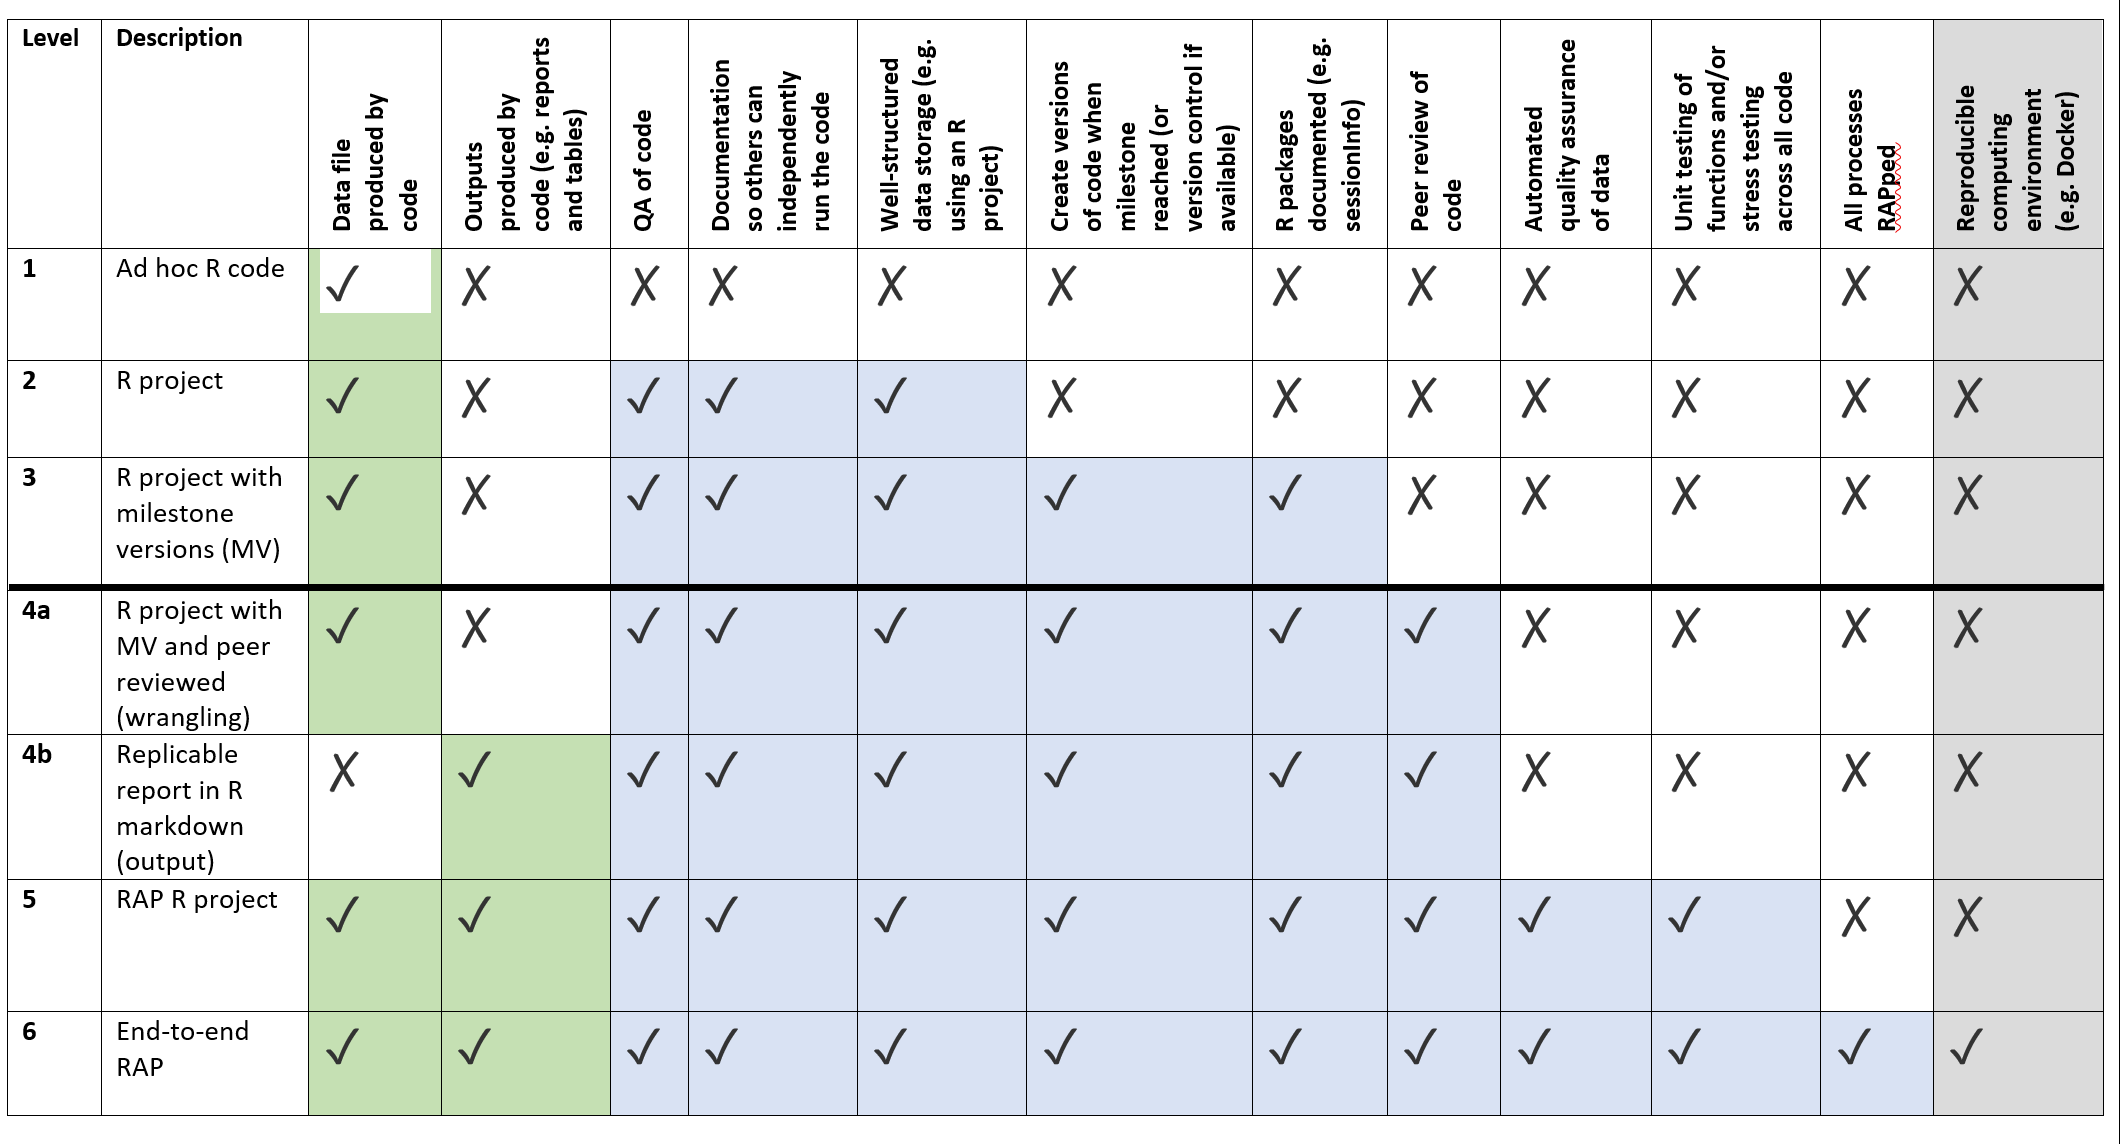 Level
Description
Data file
produced by
code
Outputs
produced by
code (e.g. reports
and tables)
QA of code
Documentation
so others can
independently
run the code
Well-structured
data storage (e.g.
using an R
project)
Create versions
of code when
milestone
reached (or
version control if
available)
R packages
documented (e.g.
sessionInfo)
Peer review of
code
Automated
quality assurance
of data
Unit testing of
functions and/or
stress testing
across all code
All processes
RAPped
Reproducible
computing
environment
(e.g. Docker)
1
Ad hoc R code
✓ ✗ ✗ ✗ ✗ ✗ ✗ ✗ ✗ ✗ ✗ ✗
2
R project
✓ ✗ ✓ ✓ ✓ ✗ ✗ ✗ ✗ ✗ ✗ ✗
3
R project with
milestone
versions (MV)
✓ ✗ ✓ ✓ ✓ ✓ ✓ ✗ ✗ ✗ ✗ ✗
4a
R project with
MV and peer
reviewed
(wrangling)
✓ ✗ ✓ ✓ ✓ ✓ ✓ ✓ ✗ ✗ ✗ ✗
4b
Replicable
report in R
markdown
(output)
✗ ✓ ✓ ✓ ✓ ✓ ✓ ✓ ✗ ✗ ✗ ✗
5
RAP R project
✓ ✓ ✓ ✓ ✓ ✓ ✓ ✓ ✓ ✓ ✗ ✗
6
End-to-end
RAP
✓ ✓ ✓ ✓ ✓ ✓ ✓ ✓ ✓ ✓ ✓ ✓